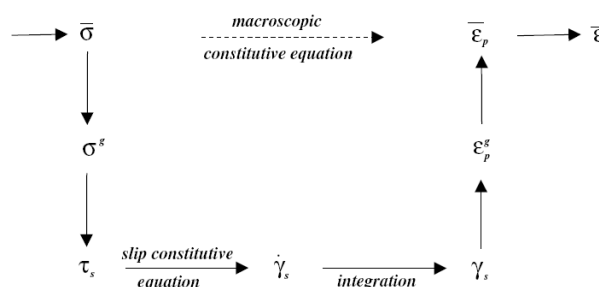 macroscopic
σ̅ ε̅ₚ ε̅
constitutive equation
σᵍ εₚᵍ
slip constitutive
τₛ γ̇ₛ γₛ
equation integration